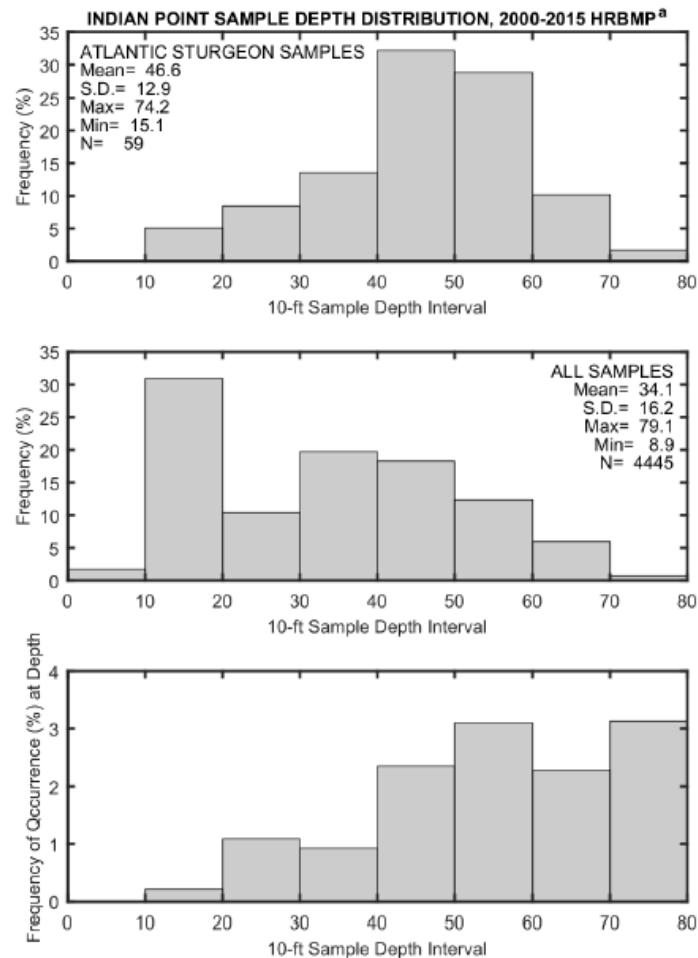 INDIAN POINT SAMPLE DEPTH DISTRIBUTION, 2000-2015 HRBMPa
ATLANTIC STURGEON SAMPLES
Mean= 46.6
S.D.= 12.9
Max= 74.2
Min= 15.1
N= 59
Frequency (%)
35
30
25
20
15
10
5
0
0 10 20 30 40 50 60 70 80
10-ft Sample Depth Interval
ALL SAMPLES
Mean= 34.1
S.D.= 16.2
Max= 79.1
Min= 8.9
N= 4445
Frequency (%)
35
30
25
20
15
10
5
0
0 10 20 30 40 50 60 70 80
10-ft Sample Depth Interval
Frequency of Qccurrence (%) at Depth
4
3
2
1
0
0 10 20 30 40 50 60 70 80
10-ft Sample Depth Interval